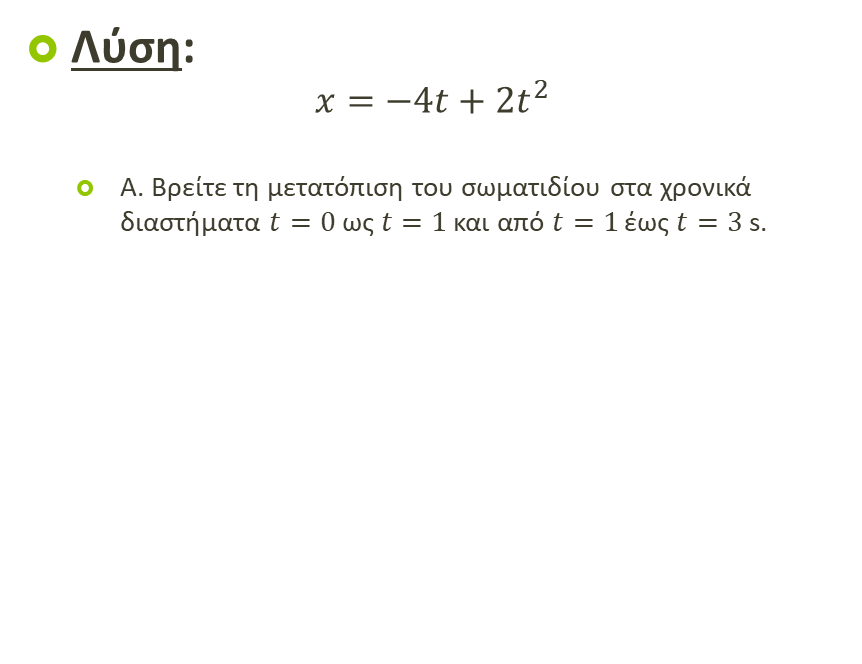 Λύση:
x = −4t + 2t²
Α. Βρείτε τη μετατόπιση του σωματιδίου στα χρονικά
διαστήματα t = 0 ως t = 1 και από t = 1 έως t = 3 s.